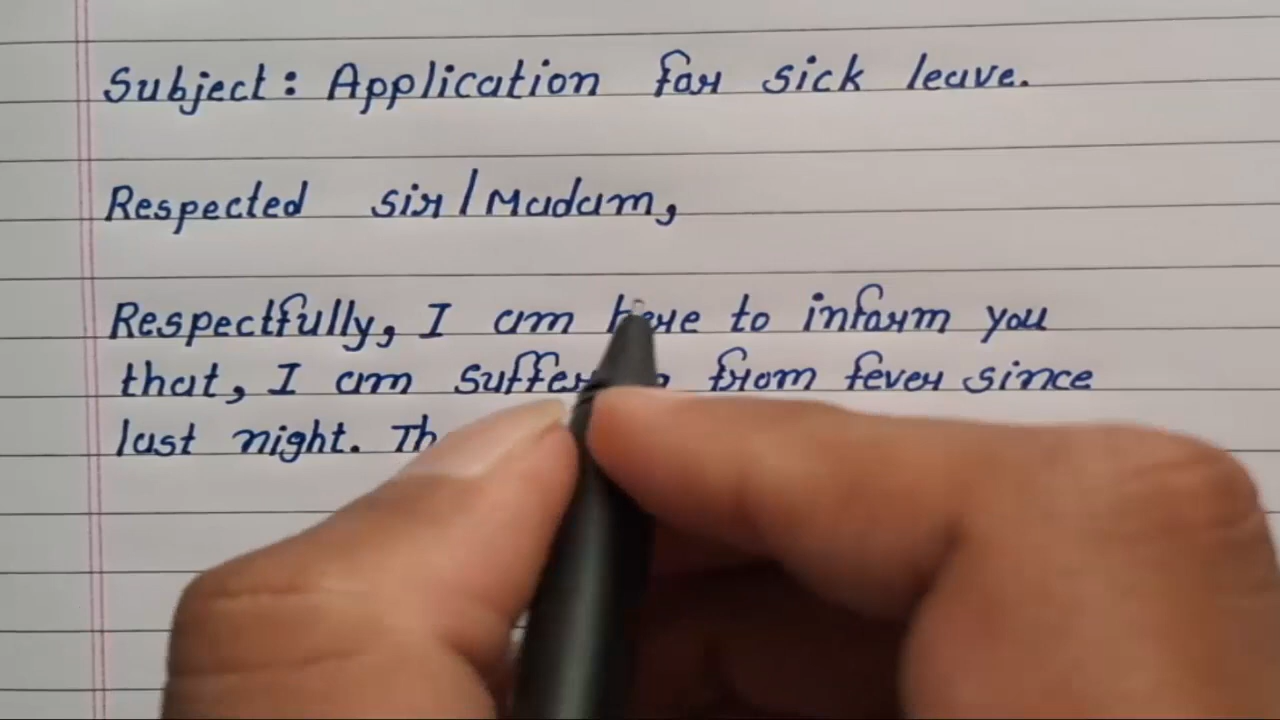 Subject: Application for sick leave.
Respected sir/Madam,
Respectfully, I am here to inform you
that, I am from fever since
last night.